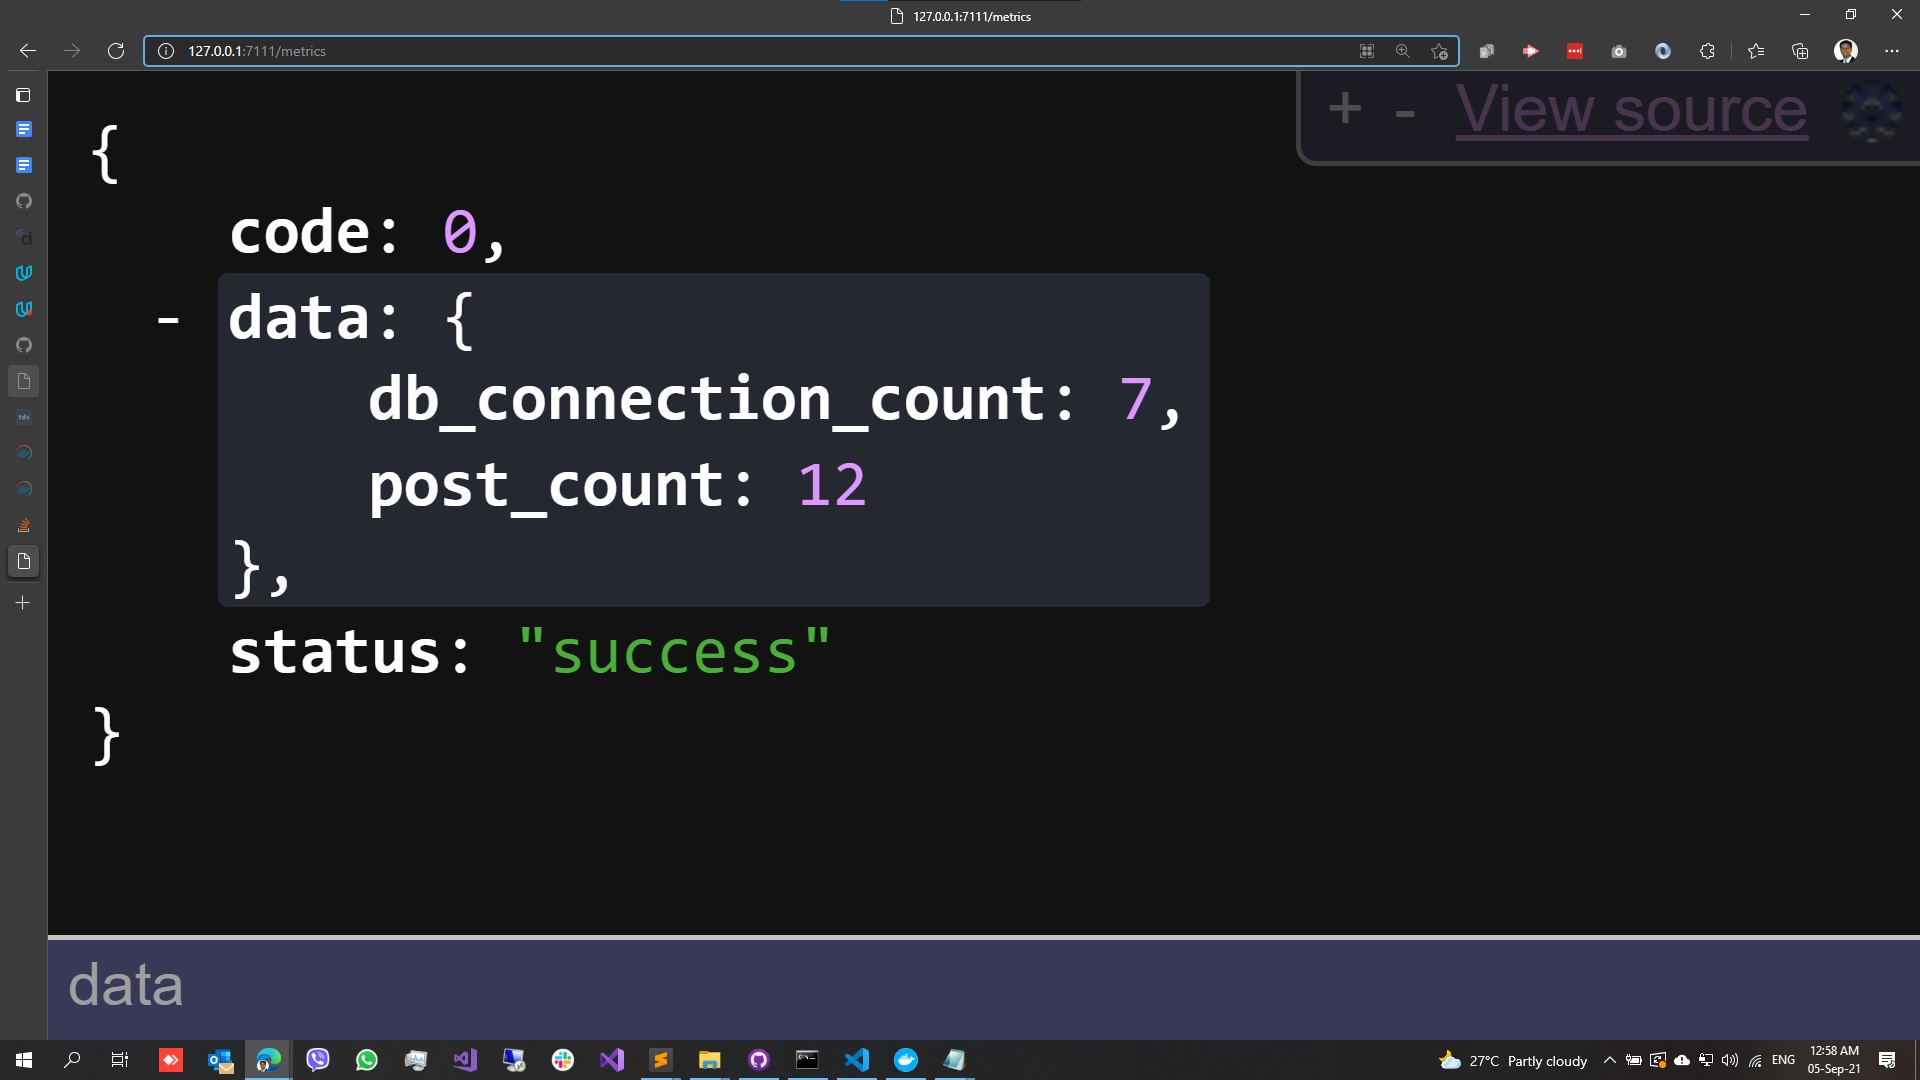 127.0.0.1:7111/metrics
127.0.0.1:7111/metrics
+ - View source
{
code: 0,
- data: {
db_connection_count: 7,
post_count: 12
},
status: "success"
}
data
27°C Partly cloudy
ENG
12:58 AM
05-Sep-21